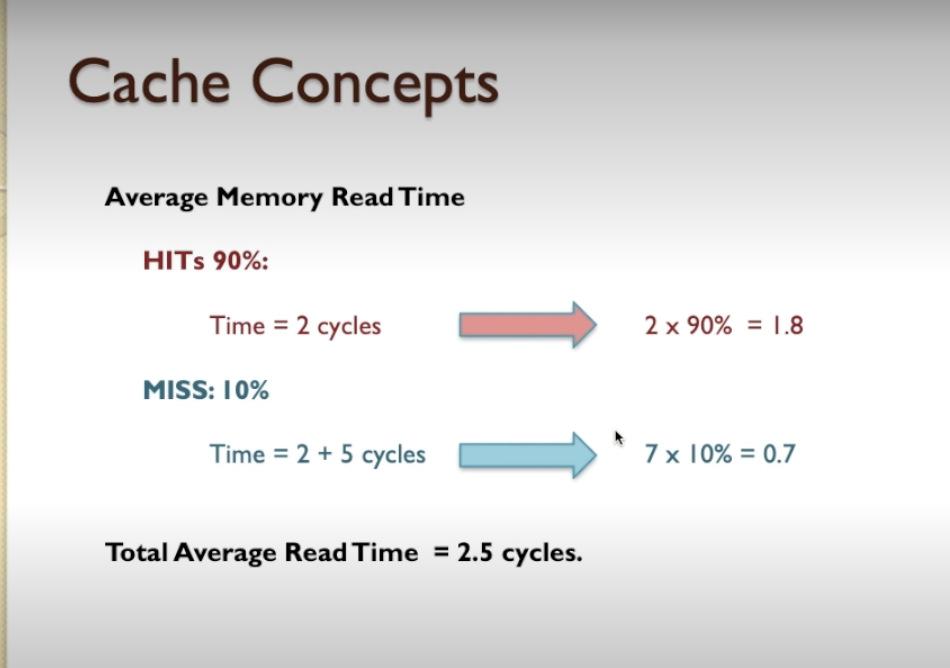 Cache Concepts
Average Memory Read Time
HITs 90%:
Time = 2 cycles 2 x 90% = 1.8
MISS: 10%
Time = 2 + 5 cycles 7 x 10% = 0.7
Total Average Read Time = 2.5 cycles.